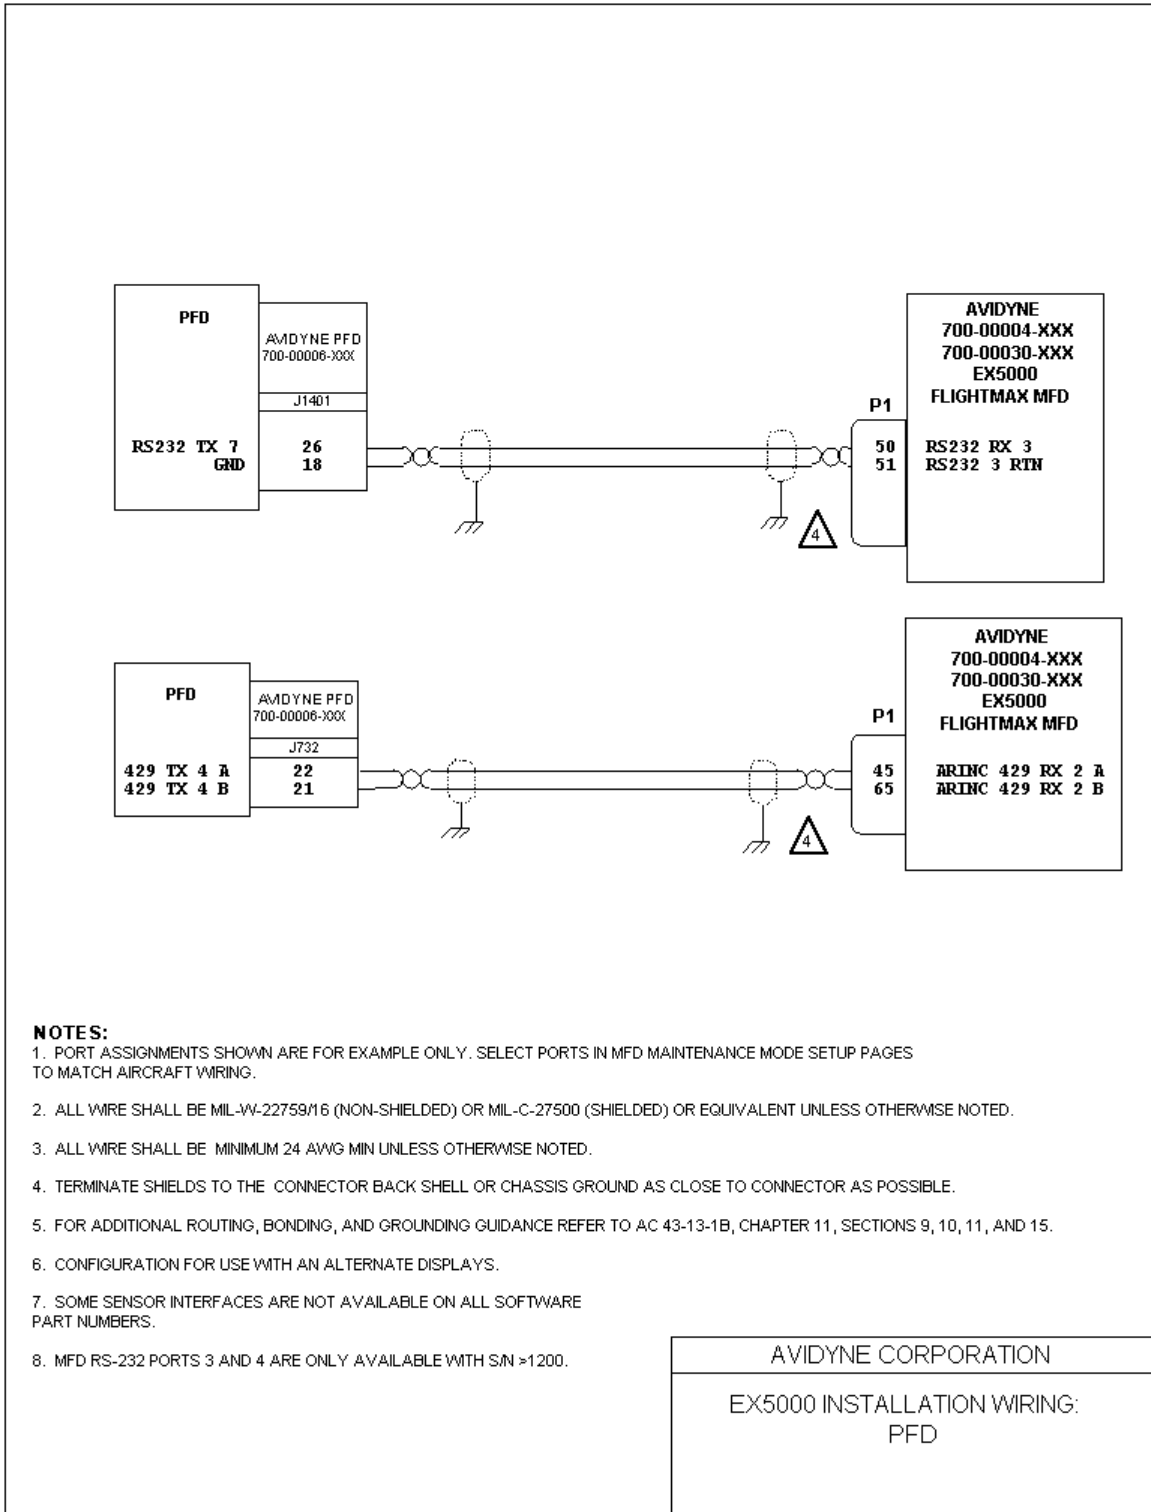 PFD
AVIDYNE PFD
700-00006-XXX
J1401
RS232 TX 7 26
GND 18
P1
AVIDYNE
700-00004-XXX
700-00030-XXX
EX5000
FLIGHTMAX MFD
50 RS232 RX 3
51 RS232 3 RTN
4
PFD
AVIDYNE PFD
700-00006-XXX
J732
429 TX 4 A 22
429 TX 4 B 21
P1
AVIDYNE
700-00004-XXX
700-00030-XXX
EX5000
FLIGHTMAX MFD
45 ARINC 429 RX 2 A
65 ARINC 429 RX 2 B
4
NOTES:
1. PORT ASSIGNMENTS SHOWN ARE FOR EXAMPLE ONLY. SELECT PORTS IN MFD MAINTENANCE MODE SETUP PAGES
TO MATCH AIRCRAFT WIRING.
2. ALL WIRE SHALL BE MIL-W-22759/16 (NON-SHIELDED) OR MIL-C-27500 (SHIELDED) OR EQUIVALENT UNLESS OTHERWISE NOTED.
3. ALL WIRE SHALL BE MINIMUM 24 AWG MIN UNLESS OTHERWISE NOTED.
4. TERMINATE SHIELDS TO THE CONNECTOR BACK SHELL OR CHASSIS GROUND AS CLOSE TO CONNECTOR AS POSSIBLE.
5. FOR ADDITIONAL ROUTING, BONDING, AND GROUNDING GUIDANCE REFER TO AC 43-13-1B, CHAPTER 11, SECTIONS 9, 10, 11, AND 15.
6. CONFIGURATION FOR USE WITH AN ALTERNATE DISPLAYS.
7. SOME SENSOR INTERFACES ARE NOT AVAILABLE ON ALL SOFTWARE
PART NUMBERS.
8. MFD RS-232 PORTS 3 AND 4 ARE ONLY AVAILABLE WITH S/N >1200.
AVIDYNE CORPORATION
EX5000 INSTALLATION WIRING:
PFD